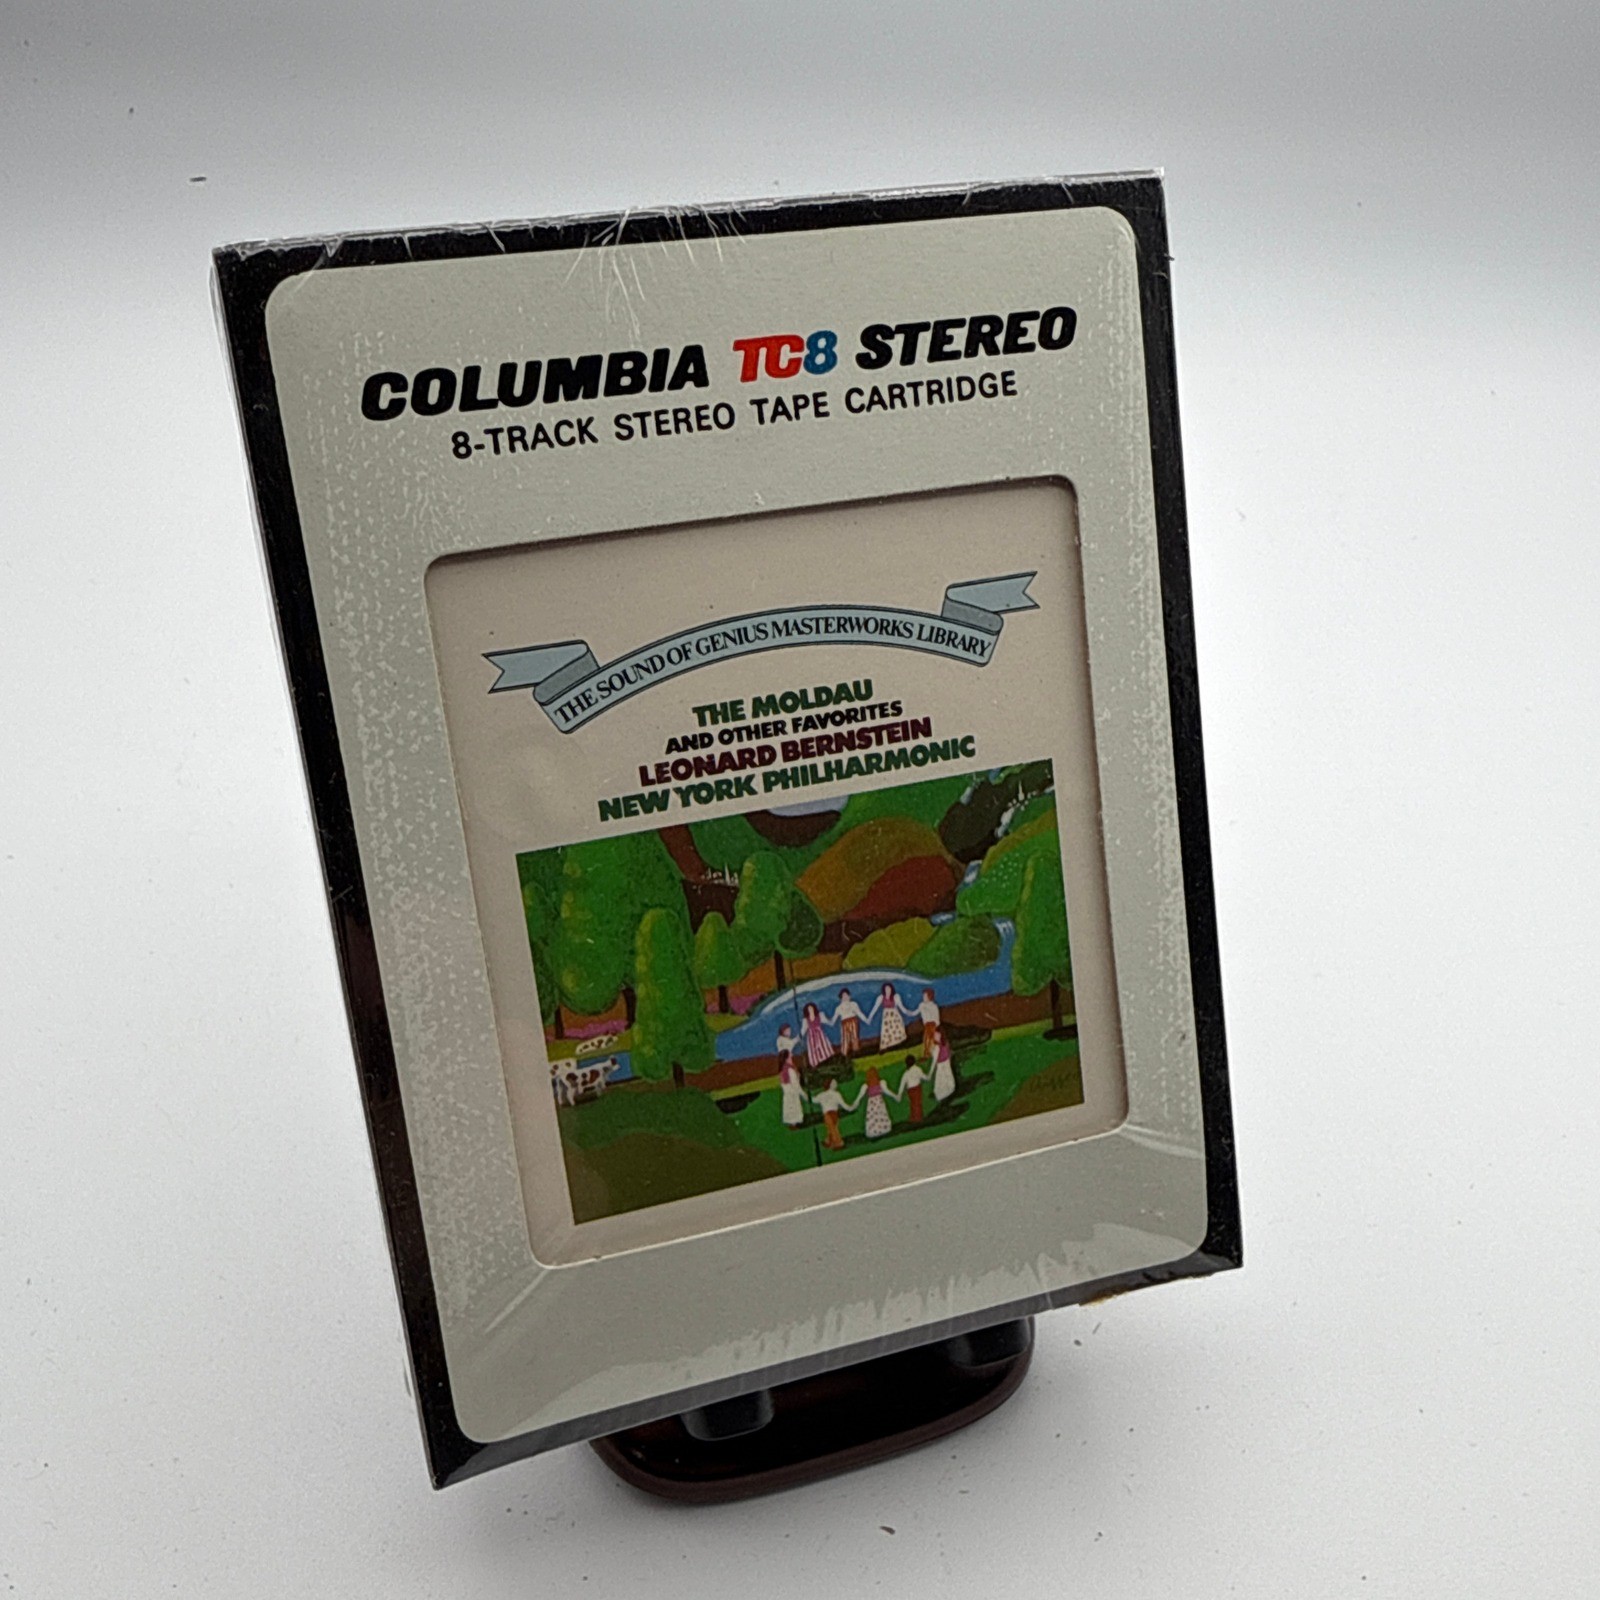 COLUMBIA TC8 STEREO
8-TRACK STEREO TAPE CARTRIDGE
THE SOUND OF GENIUS MASTERWORKS LIBRARY
THE MOLDAU
AND OTHER FAVORITES
LEONARD BERNSTEIN
NEW YORK PHILHARMONIC